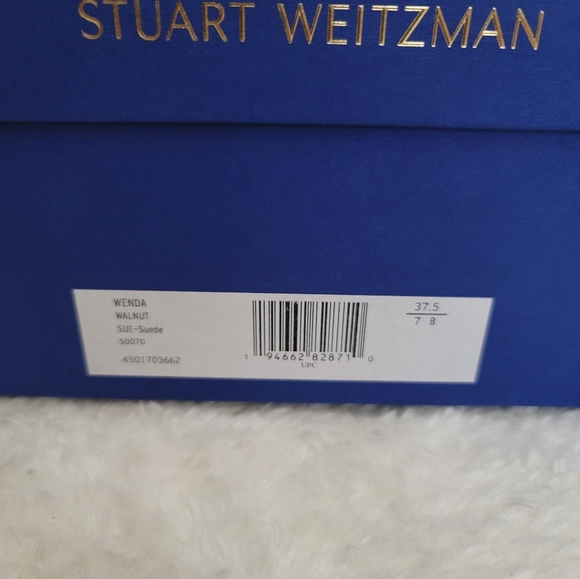 STUART WEITZMAN
WENDA
WALNUT
SUE-Suede
S0070
4501703662
1 94662 82871 0
UPC
37.5
7 B